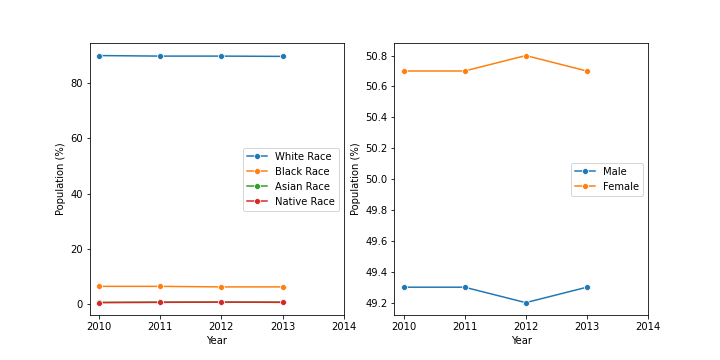 80
60
40
20
0
Population (%)
2010 2011 2012 2013 2014
Year
White Race
Black Race
Asian Race
Native Race
50.8
50.6
50.4
50.2
50.0
49.8
49.6
49.4
49.2
Population (%)
2010 2011 2012 2013 2014
Year
Male
Female